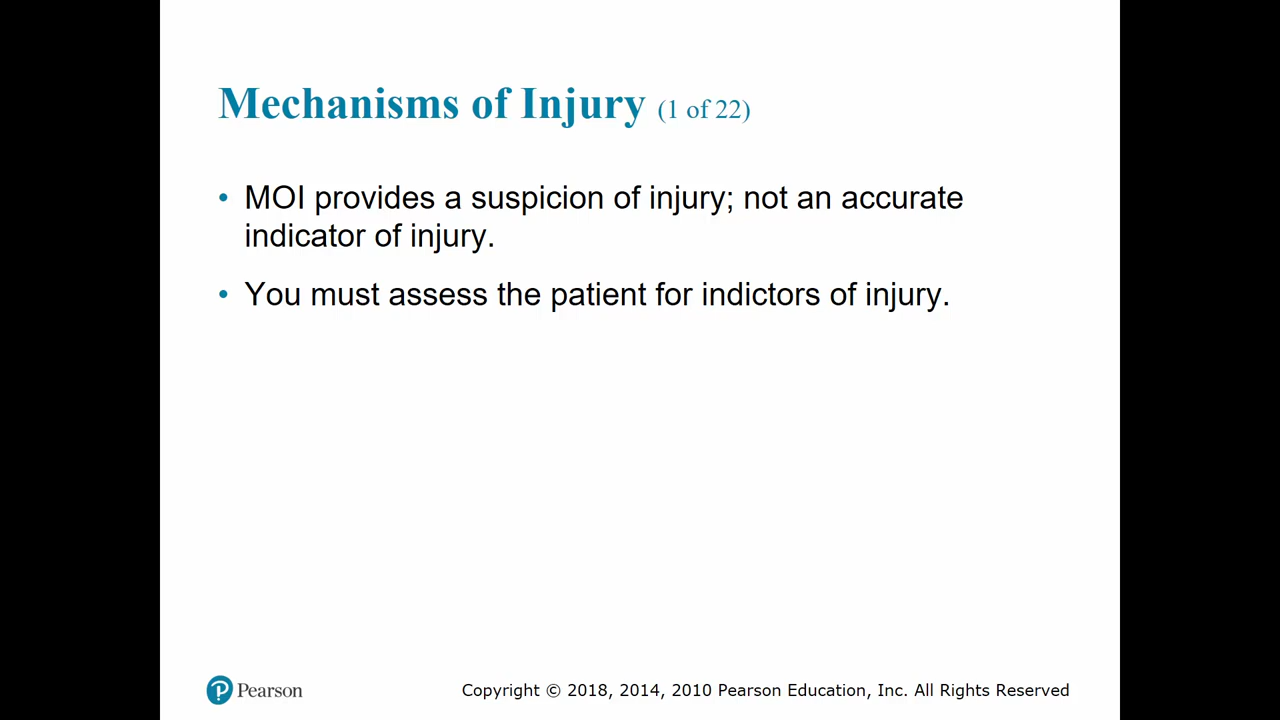 Mechanisms of Injury (1 of 22)
• MOI provides a suspicion of injury; not an accurate
indicator of injury.
• You must assess the patient for indictors of injury.
Pearson
Copyright © 2018, 2014, 2010 Pearson Education, Inc. All Rights Reserved